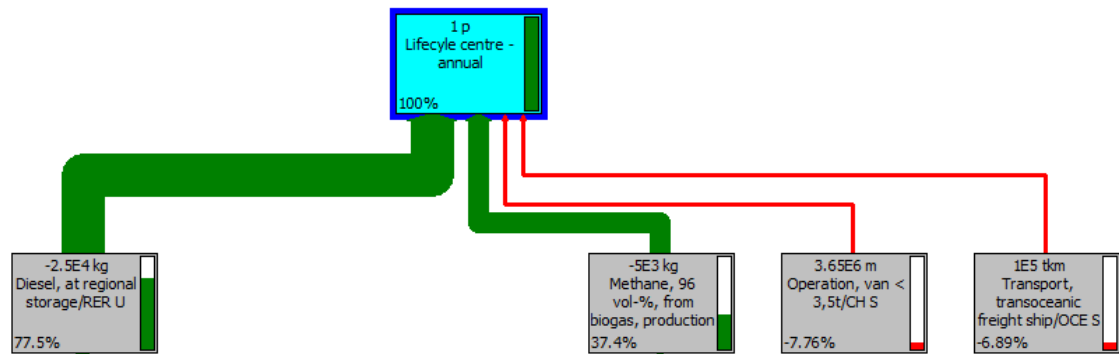 1 p
Lifecyle centre -
annual
100%
-2.5E4 kg
Diesel, at regional
storage/RER U
77.5%
-5E3 kg
Methane, 96
vol-%, from
biogas, production
37.4%
3.65E6 m
Operation, van <
3,5t/CH S
-7.76%
1E5 tkm
Transport,
transoceanic
freight ship/OCE S
-6.89%